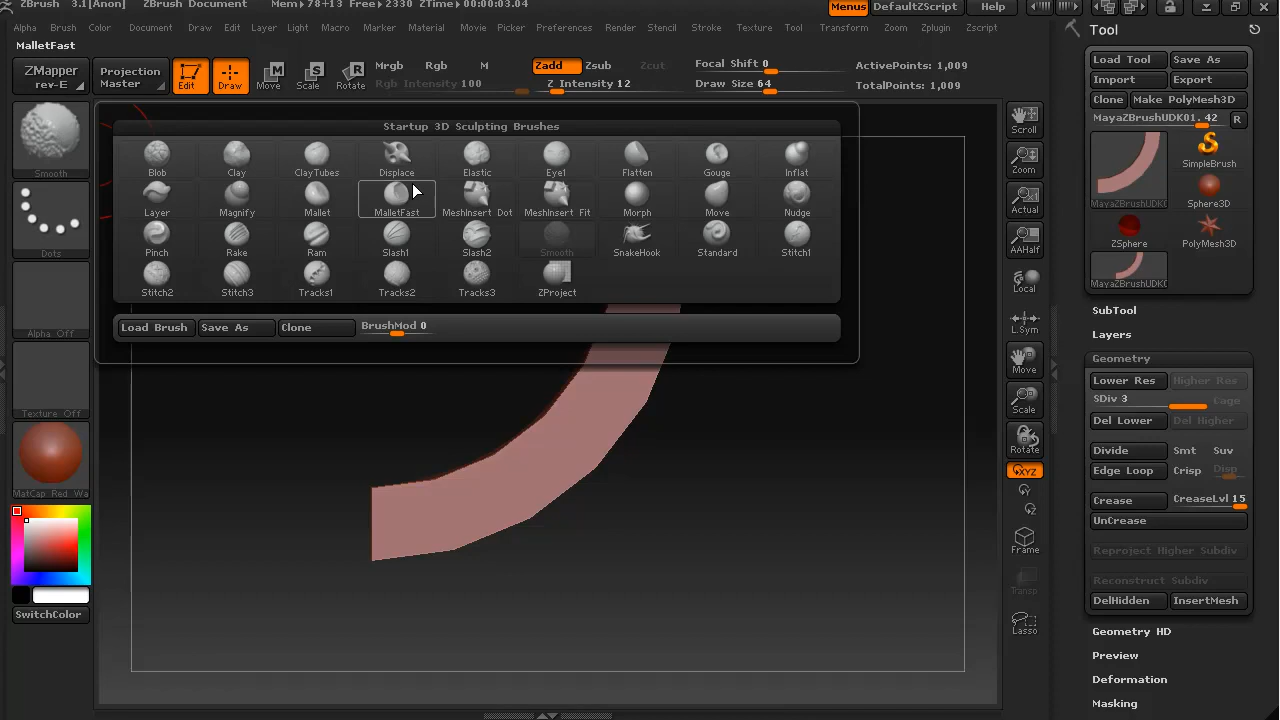 ZBrush 3.1[Anon] ZBrush Document Mem▸78+13 Free▸2330 ZTime▸00:00:03.04 Menus DefaultZScript Help
Alpha Brush Color Document Draw Edit Layer Light Macro Marker Material Movie Picker Preferences Render Stencil Stroke Texture Tool Transform Zoom Zplugin Zscript
MalletFast
ZMapper rev-E
Projection Master
Edit Draw Move Scale Rotate
Mrgb Rgb M
Rgb Intensity 100
Zadd Zsub Zcut
Z Intensity 12
Focal Shift 0
Draw Size 64
ActivePoints: 1,009
TotalPoints: 1,009
Smooth
Dots
Alpha Off
Texture Off
MatCap Red Wa
SwitchColor
Startup 3D Sculpting Brushes
Blob Clay ClayTubes Displace Elastic Eye1 Flatten Gouge Inflat
Layer Magnify Mallet MalletFast MeshInsert Dot MeshInsert Fit Morph Move Nudge
Pinch Rake Ram Slash1 Slash2 Smooth SnakeHook Standard Stitch1
Stitch2 Stitch3 Tracks1 Tracks2 Tracks3 ZProject
Load Brush Save As Clone BrushMod 0
Scroll
Zoom
Actual
AAHalf
Local
L.Sym
Move
Scale
Rotate
XYZ
Y
Z
Frame
Transp
Lasso
Tool
Load Tool Save As
Import Export
Clone Make PolyMesh3D
MayaZBrushUDK01. 42 R
MayaZBrushUDK SimpleBrush
Sphere3D
ZSphere PolyMesh3D
MayaZBrushUDK
SubTool
Layers
Geometry
Lower Res Higher Res
SDiv 3 Cage
Del Lower Del Higher
Divide Smt Suv
Edge Loop Crisp Disp
Crease CreaseLvl 15
UnCrease
Reproject Higher Subdiv
Reconstruct Subdiv
DelHidden InsertMesh
Geometry HD
Preview
Deformation
Masking